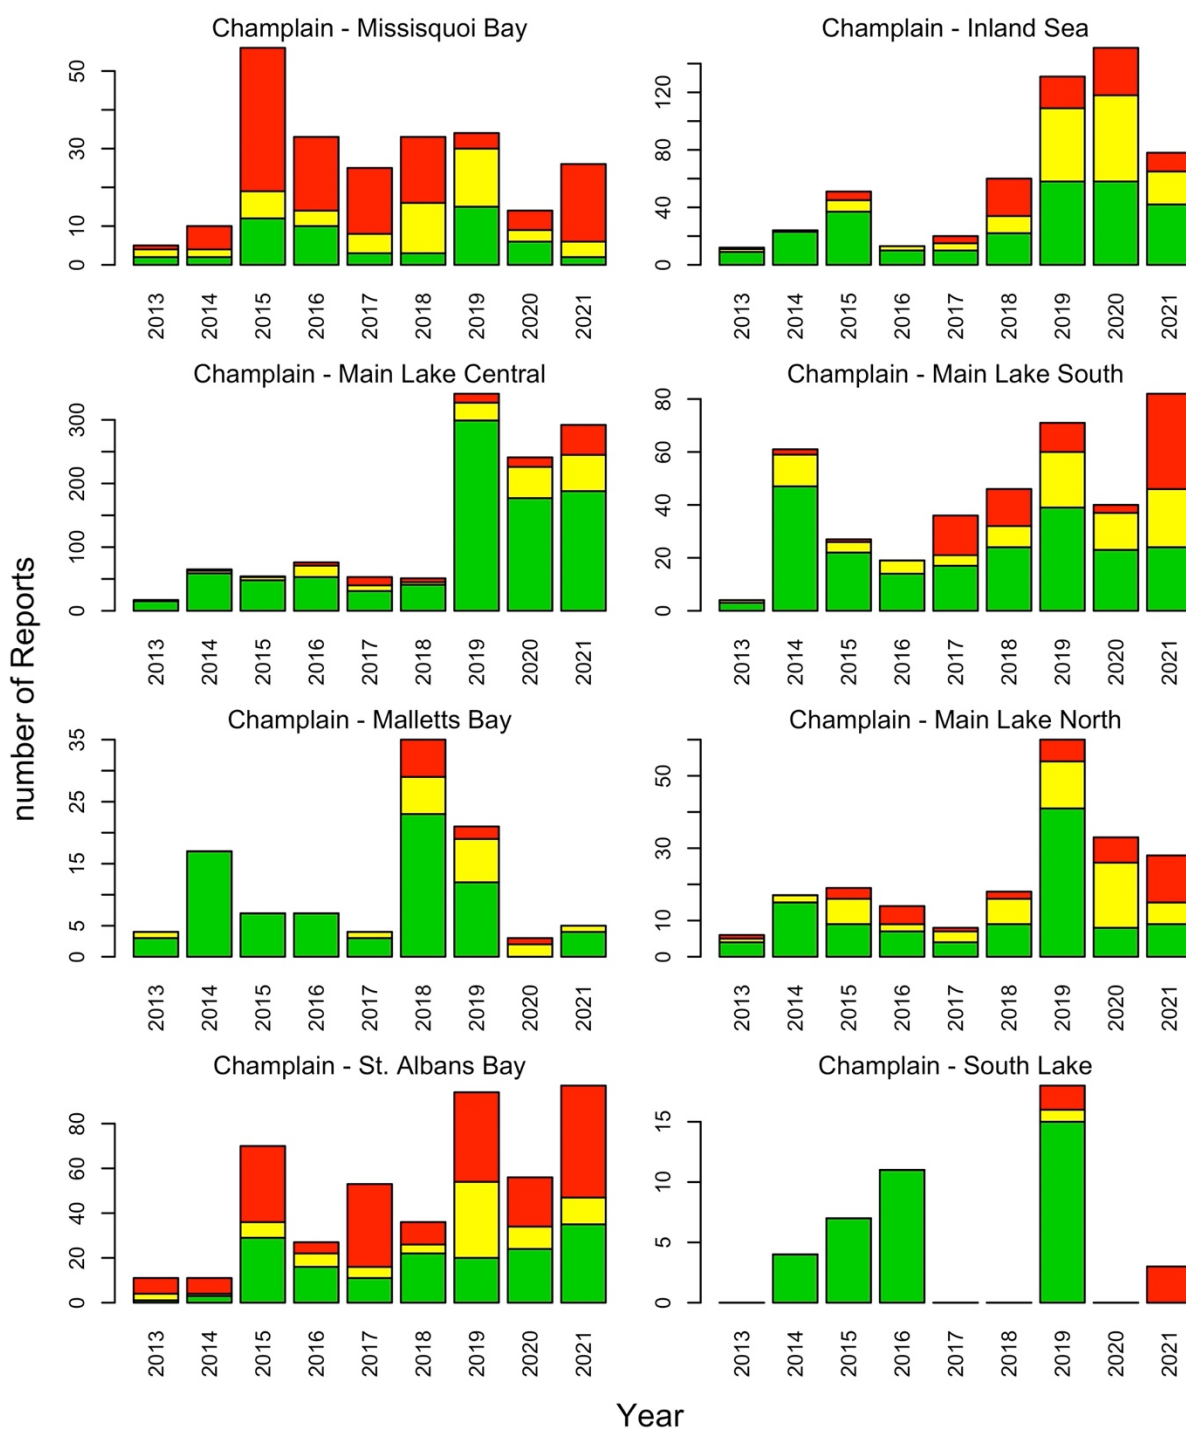 Champlain - Missisquoi Bay
50
30
10
0
2013 2014 2015 2016 2017 2018 2019 2020 2021
Champlain - Inland Sea
120
80
40
0
2013 2014 2015 2016 2017 2018 2019 2020 2021
Champlain - Main Lake Central
300
200
100
0
2013 2014 2015 2016 2017 2018 2019 2020 2021
Champlain - Main Lake South
80
60
40
20
0
2013 2014 2015 2016 2017 2018 2019 2020 2021
number of Reports
Champlain - Malletts Bay
35
25
15
5
0
2013 2014 2015 2016 2017 2018 2019 2020 2021
Champlain - Main Lake North
50
30
10
0
2013 2014 2015 2016 2017 2018 2019 2020 2021
Champlain - St. Albans Bay
80
60
40
20
0
2013 2014 2015 2016 2017 2018 2019 2020 2021
Champlain - South Lake
15
10
5
0
2013 2014 2015 2016 2017 2018 2019 2020 2021
Year